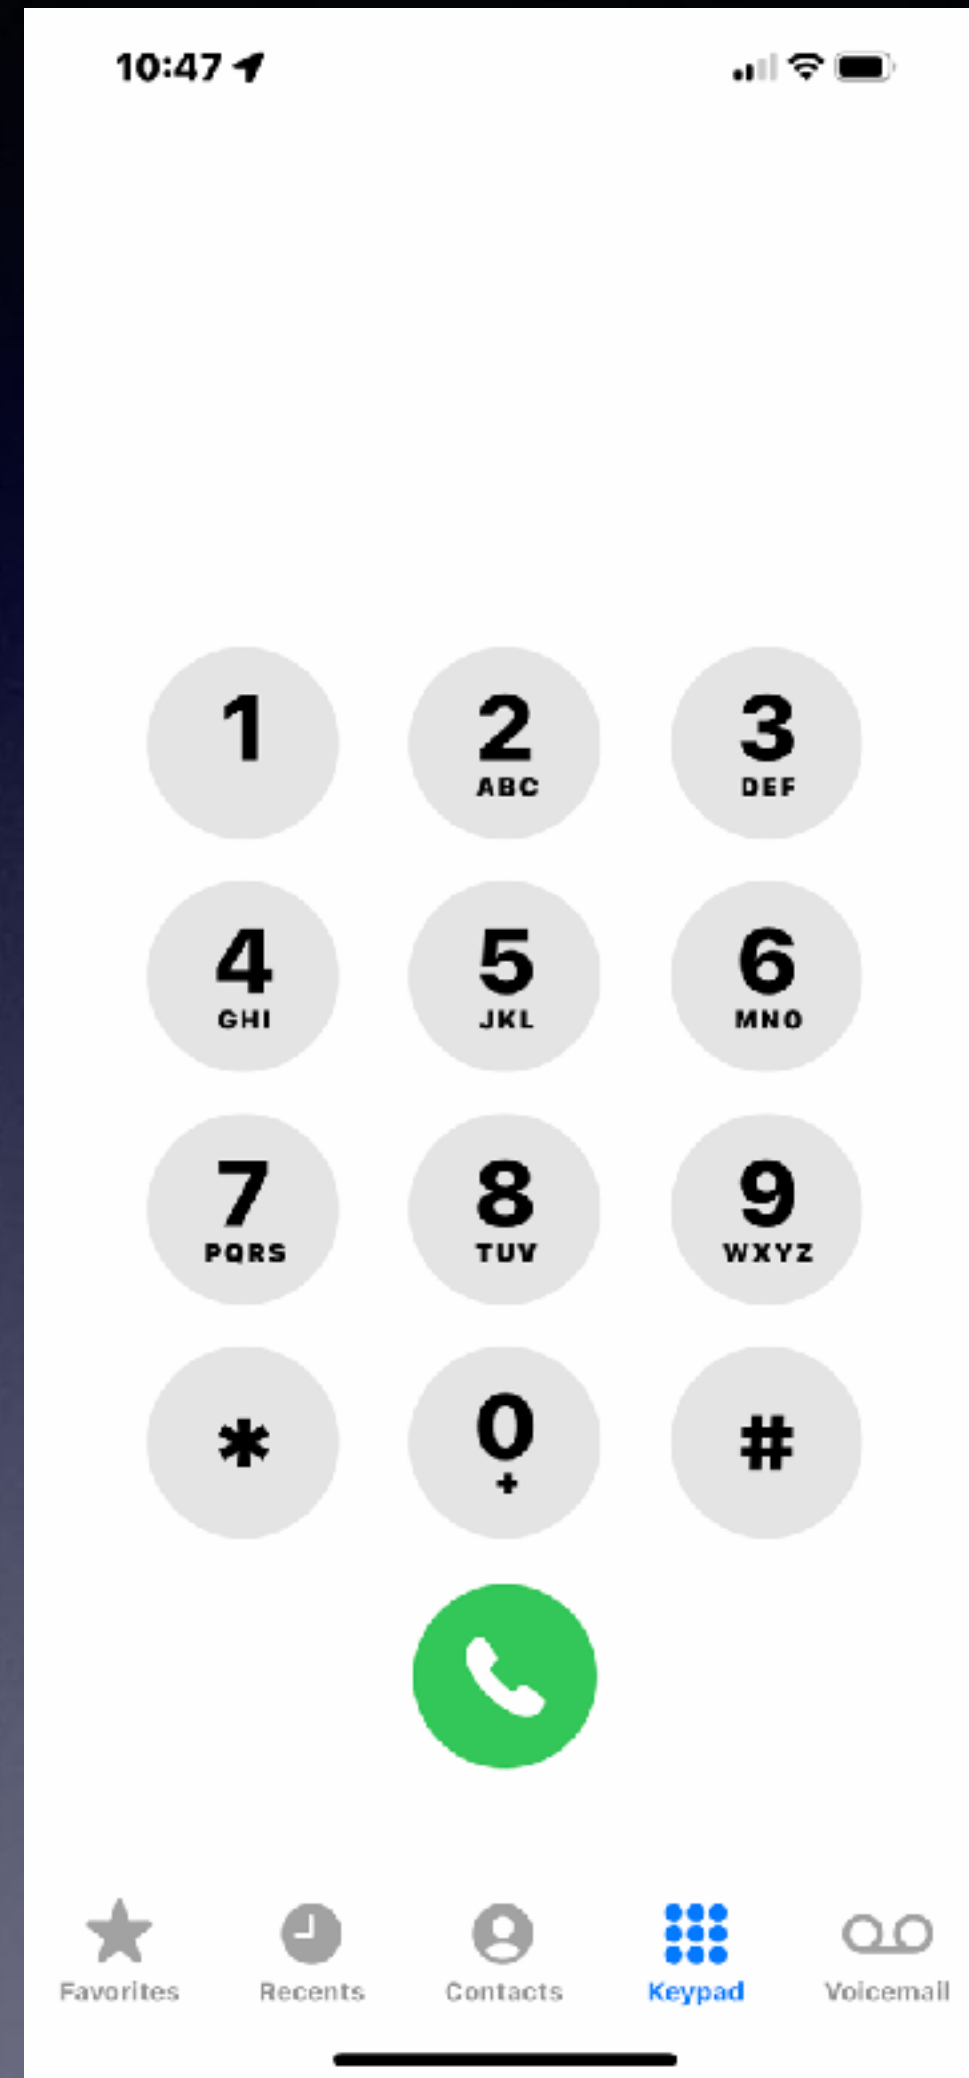 10:47
1 2 3
ABC DEF
4 5 6
GHI JKL MNO
7 8 9
PQRS TUV WXYZ
* 0 #
+
Favorites Recents Contacts Keypad Voicemail